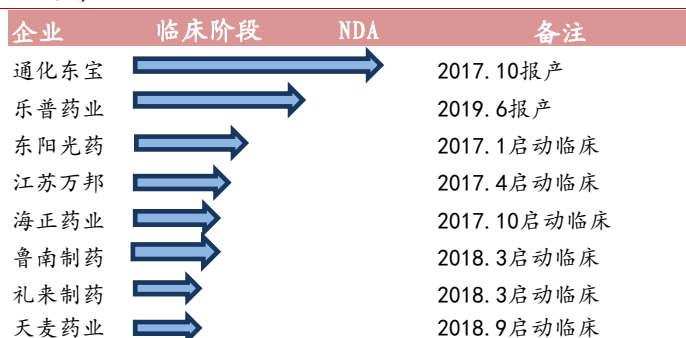 企业 临床阶段 NDA 备注
通化东宝 2017.10报产
乐普药业 2019.6报产
东阳光药 2017.1启动临床
江苏万邦 2017.4启动临床
海正药业 2017.10启动临床
鲁南制药 2018.3启动临床
礼来制药 2018.3启动临床
天麦药业 2018.9启动临床